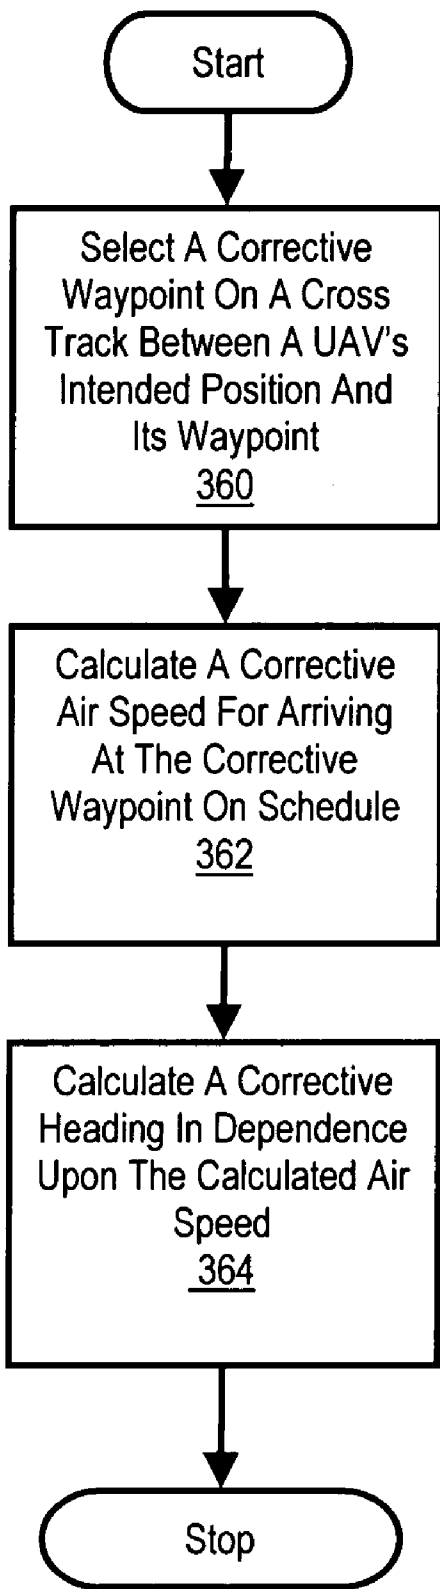 Start
Select A Corrective
Waypoint On A Cross
Track Between A UAV's
Intended Position And
Its Waypoint
360
Calculate A Corrective
Air Speed For Arriving
At The Corrective
Waypoint On Schedule
362
Calculate A Corrective
Heading In Dependence
Upon The Calculated Air
Speed
364
Stop